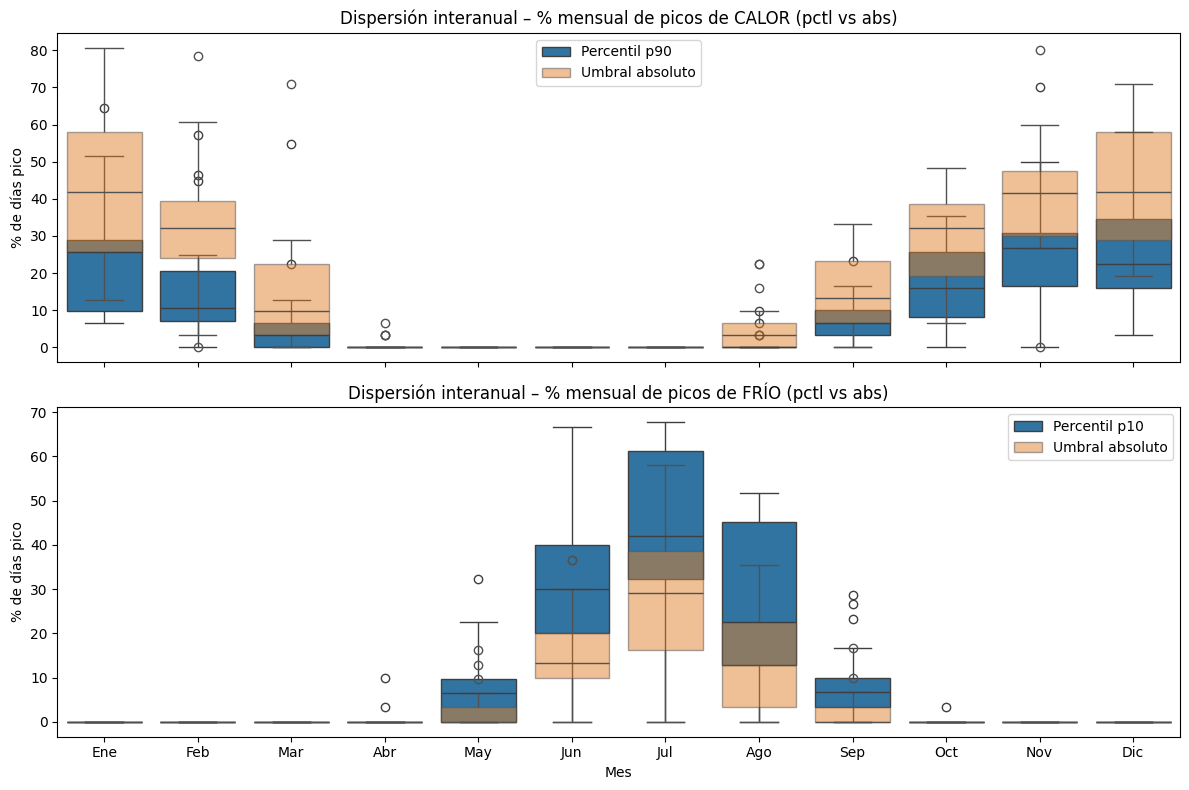 Dispersión interanual – % mensual de picos de CALOR (pctl vs abs)
Percentil p90
Umbral absoluto
% de días pico
80
70
60
50
40
30
20
10
0
Dispersión interanual – % mensual de picos de FRÍO (pctl vs abs)
Percentil p10
Umbral absoluto
% de días pico
70
60
50
40
30
20
10
0
Ene Feb Mar Abr May Jun Jul Ago Sep Oct Nov Dic
Mes